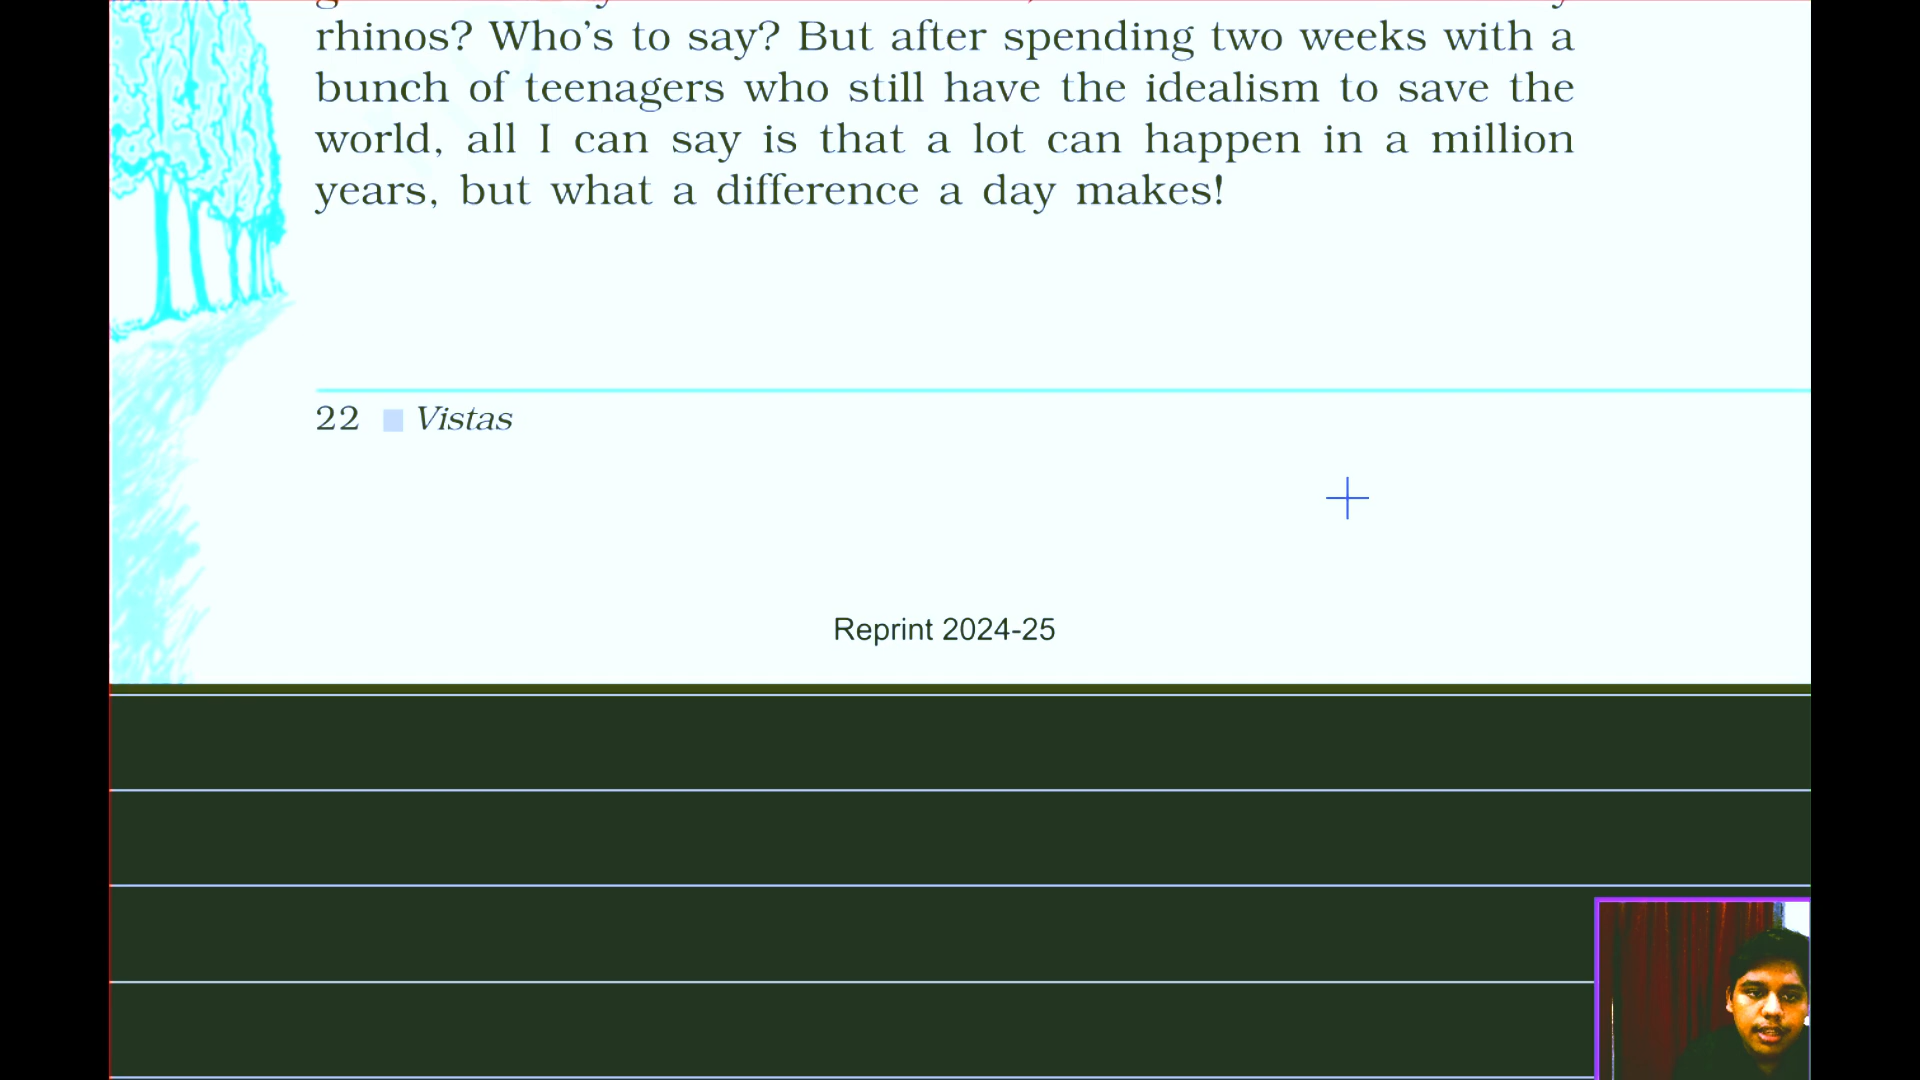 rhinos? Who's to say? But after spending two weeks with a
bunch of teenagers who still have the idealism to save the
world, all I can say is that a lot can happen in a million
years, but what a difference a day makes!
22 Vistas
Reprint 2024-25